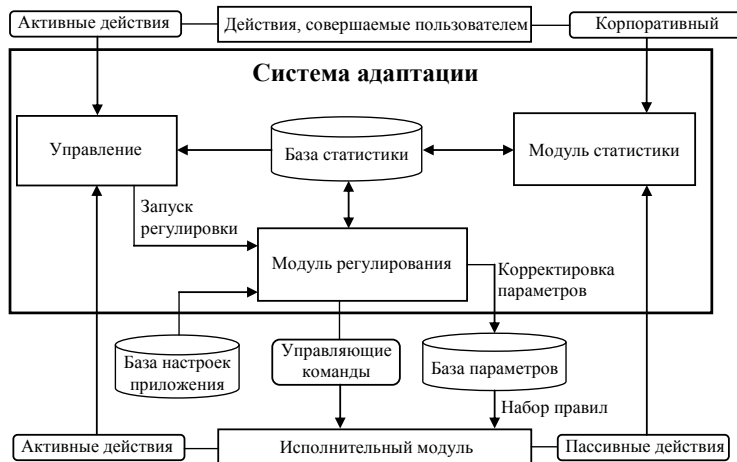 Активные действия
Действия, совершаемые пользователем
Корпоративный
Система адаптации
Управление
База статистики
Модуль статистики
Запуск
регулировки
Модуль регулирования
Корректировка
параметров
База настроек
приложения
Управляющие
команды
База параметров
Набор правил
Активные действия
Исполнительный модуль
Пассивные действия